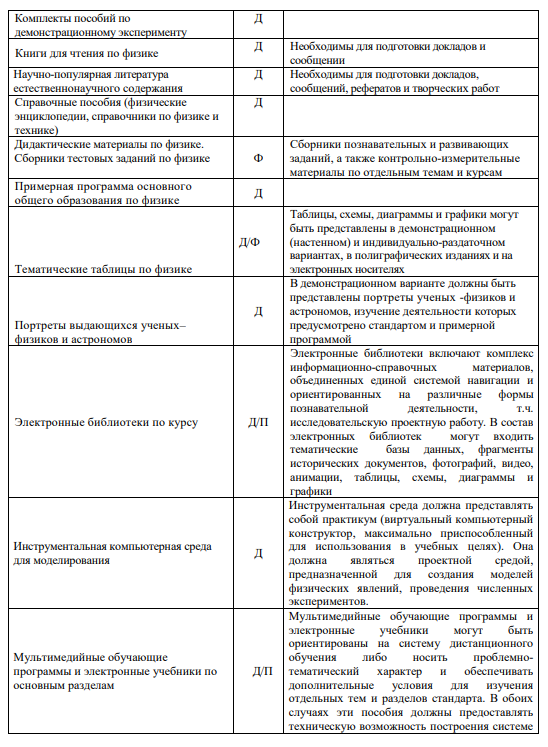 Комплекты пособий по
демонстрационному эксперименту
Д
Книги для чтения по физике
Д
Необходимы для подготовки докладов и
сообщении
Научно-популярная литература
естественнонаучного содержания
Д
Необходимы для подготовки докладов,
сообщений, рефератов и творческих работ
Справочные пособия (физические
энциклопедии, справочники по физике и
технике)
Д
Дидактические материалы по физике.
Сборники тестовых заданий по физике
Ф
Сборники познавательных и развивающих
заданий, а также контрольно-измерительные
материалы по отдельным темам и курсам
Примерная программа основного
общего образования по физике
Д
Тематические таблицы по физике
Д/Ф
Таблицы, схемы, диаграммы и графики могут
быть представлены в демонстрационном
(настенном) и индивидуально-раздаточном
вариантах, в полиграфических изданиях и на
электронных носителях
Портреты выдающихся ученых–
физиков и астрономов
Д
В демонстрационном варианте должны быть
представлены портреты ученых -физиков и
астрономов, изучение деятельности которых
предусмотрено стандартом и примерной
программой
Электронные библиотеки по курсу
Д/П
Электронные библиотеки включают комплекс
информационно-справочных материалов,
объединенных единой системой навигации и
ориентированных на различные формы
познавательной деятельности, т.ч.
исследовательскую проектную работу. В состав
электронных библиотек могут входить
тематические базы данных, фрагменты
исторических документов, фотографий, видео,
анимации, таблицы, схемы, диаграммы и
графики
Инструментальная компьютерная среда
для моделирования
Д
Инструментальная среда должна представлять
собой практикум (виртуальный компьютерный
конструктор, максимально приспособленный
для использования в учебных целях). Она
должна являться проектной средой,
предназначенной для создания моделей
физических явлений, проведения численных
экспериментов.
Мультимедийные обучающие
программы и электронные учебники по
основным разделам
Д/П
Мультимедийные обучающие программы и
электронные учебники могут быть
ориентированы на систему дистанционного
обучения либо носить проблемно-
тематический характер и обеспечивать
дополнительные условия для изучения
отдельных тем и разделов стандарта. В обоих
случаях эти пособия должны предоставлять
техническую возможность построения системе